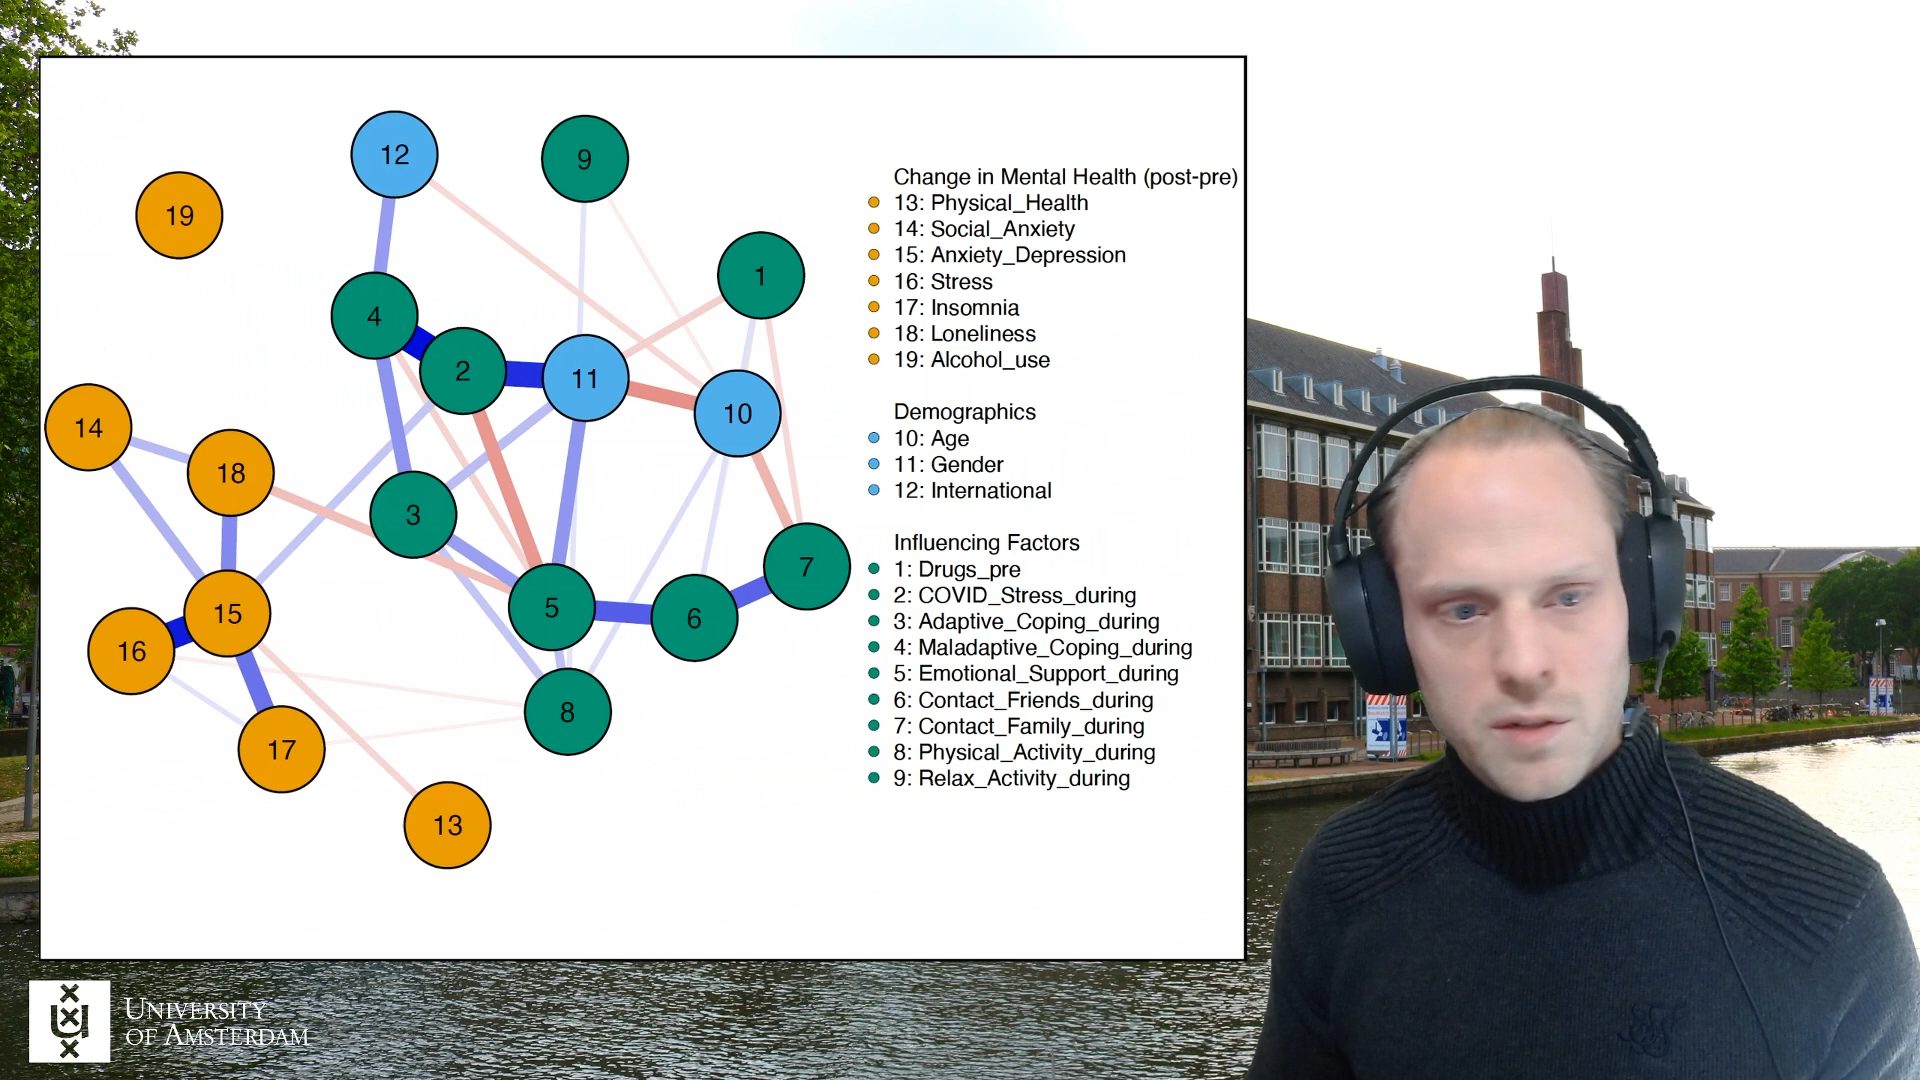 12
9
19
1
4
2
11
10
14
18
3
7
5
6
15
16
8
17
13
Change in Mental Health (post-pre)
13: Physical_Health
14: Social_Anxiety
15: Anxiety_Depression
16: Stress
17: Insomnia
18: Loneliness
19: Alcohol_use
Demographics
10: Age
11: Gender
12: International
Influencing Factors
1: Drugs_pre
2: COVID_Stress_during
3: Adaptive_Coping_during
4: Maladaptive_Coping_during
5: Emotional_Support_during
6: Contact_Friends_during
7: Contact_Family_during
8: Physical_Activity_during
9: Relax_Activity_during
UNIVERSITY
OF AMSTERDAM